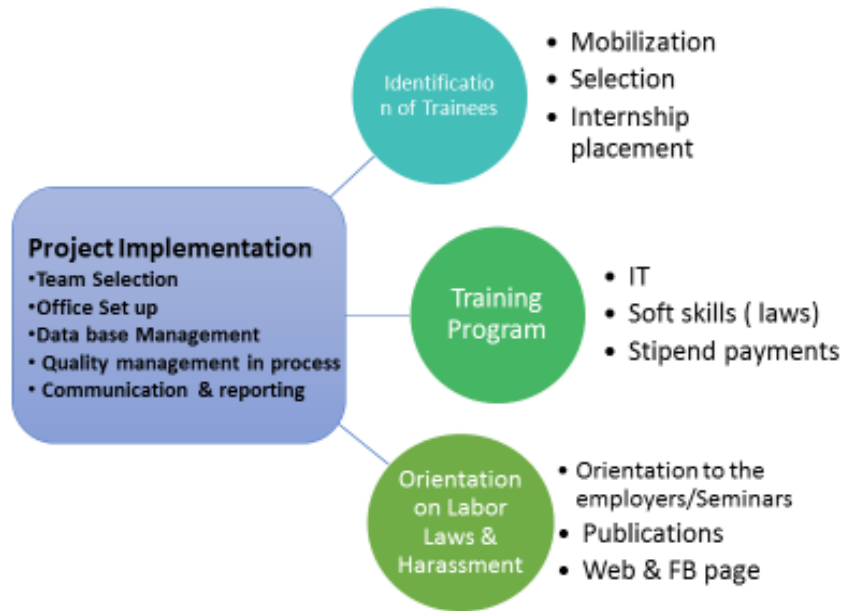 Project Implementation
•Team Selection
•Office Set up
•Data base Management
• Quality management in process
• Communication & reporting
Identificatio
n of Trainees
• Mobilization
• Selection
• Internship
placement
Training
Program
• IT
• Soft skills ( laws)
• Stipend payments
Orientation
on Labor
Laws &
Harassment
• Orientation to the
employers/Seminars
• Publications
• Web & FB page